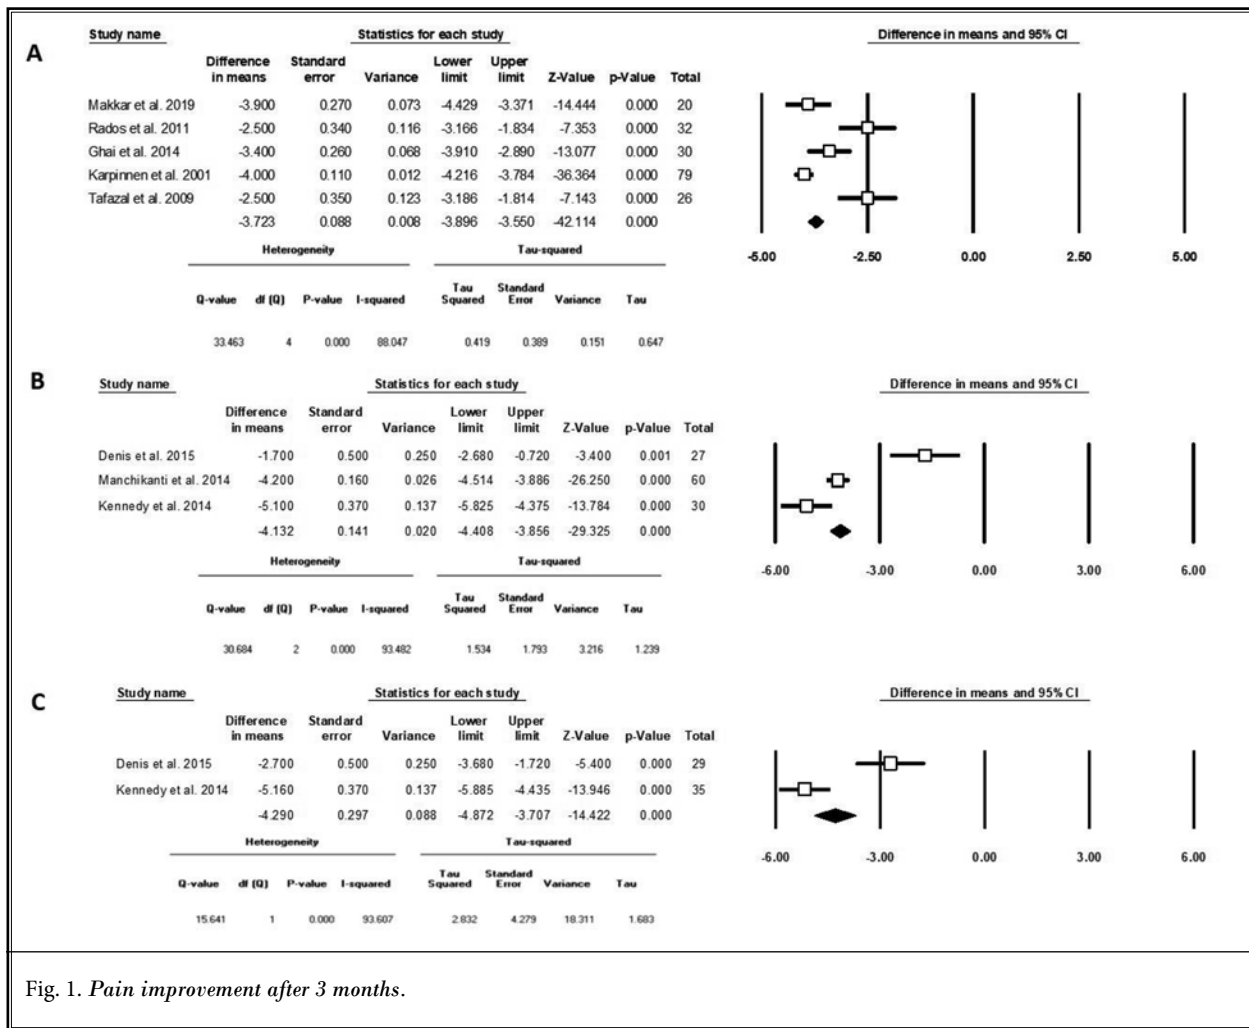 A
Study name Statistics for each study Difference in means and 95% CI
Difference Standard Lower Upper
in means error Variance limit limit Z-Value p-Value Total
Makkar et al. 2019 -3.900 0.270 0.073 -4.429 -3.371 -14.444 0.000 20
Rados et al. 2011 -2.500 0.340 0.116 -3.166 -1.834 -7.353 0.000 32
Ghai et al. 2014 -3.400 0.260 0.068 -3.910 -2.890 -13.077 0.000 30
Karpinnen et al. 2001 -4.000 0.110 0.012 -4.216 -3.784 -36.364 0.000 79
Tafazal et al. 2009 -2.500 0.350 0.123 -3.186 -1.814 -7.143 0.000 26
-3.723 0.088 0.008 -3.896 -3.550 -42.114 0.000
-5.00 -2.50 0.00 2.50 5.00
Heterogeneity Tau-squared
Tau Standard
Q-value df (Q) P-value I-squared Squared Error Variance Tau
33.463 4 0.000 88.047 0.419 0.389 0.151 0.647
B
Study name Statistics for each study Difference in means and 95% CI
Difference Standard Lower Upper
in means error Variance limit limit Z-Value p-Value Total
Denis et al. 2015 -1.700 0.500 0.250 -2.680 -0.720 -3.400 0.001 27
Manchikanti et al. 2014 -4.200 0.160 0.026 -4.514 -3.886 -26.250 0.000 60
Kennedy et al. 2014 -5.100 0.370 0.137 -5.825 -4.375 -13.784 0.000 30
-4.132 0.141 0.020 -4.408 -3.856 -29.325 0.000
-6.00 -3.00 0.00 3.00 6.00
Heterogeneity Tau-squared
Tau Standard
Q-value df (Q) P-value I-squared Squared Error Variance Tau
30.684 2 0.000 93.482 1.534 1.793 3.216 1.239
C
Study name Statistics for each study Difference in means and 95% CI
Difference Standard Lower Upper
in means error Variance limit limit Z-Value p-Value Total
Denis et al. 2015 -2.700 0.500 0.250 -3.680 -1.720 -5.400 0.000 29
Kennedy et al. 2014 -5.160 0.370 0.137 -5.885 -4.435 -13.946 0.000 35
-4.290 0.297 0.088 -4.872 -3.707 -14.422 0.000
-6.00 -3.00 0.00 3.00 6.00
Heterogeneity Tau-squared
Tau Standard
Q-value df (Q) P-value I-squared Squared Error Variance Tau
15.641 1 0.000 93.607 2.832 4.279 18.311 1.683
Fig. 1. Pain improvement after 3 months.